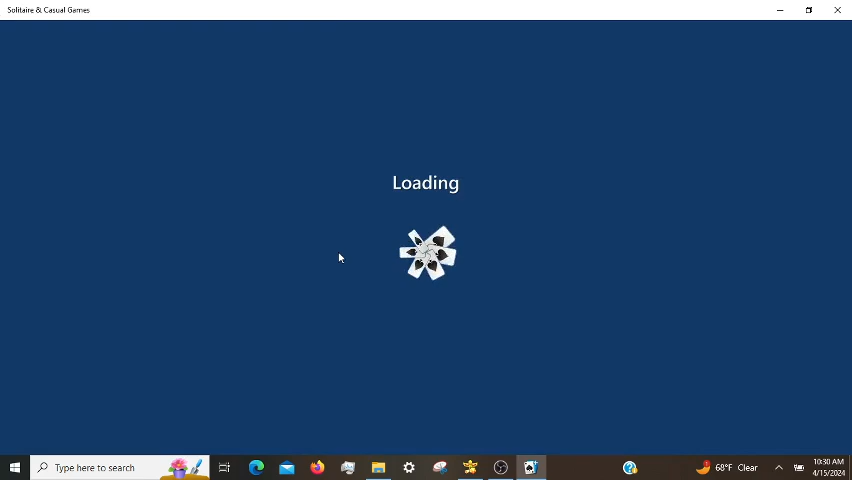 Solitaire & Casual Games
Loading
Type here to search
68°F Clear
10:30 AM
4/15/2024